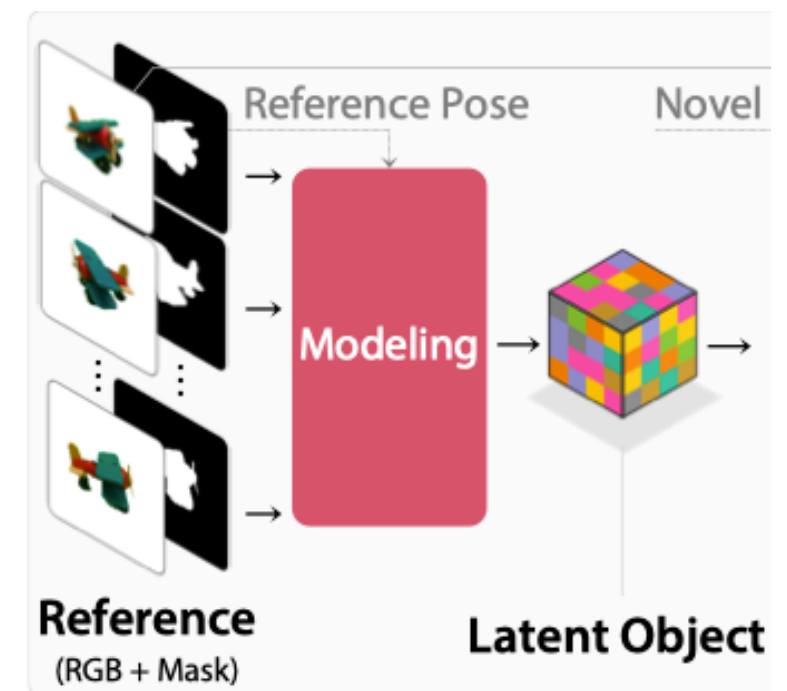 Reference Pose
Novel
Modeling
Reference
(RGB + Mask)
Latent Object